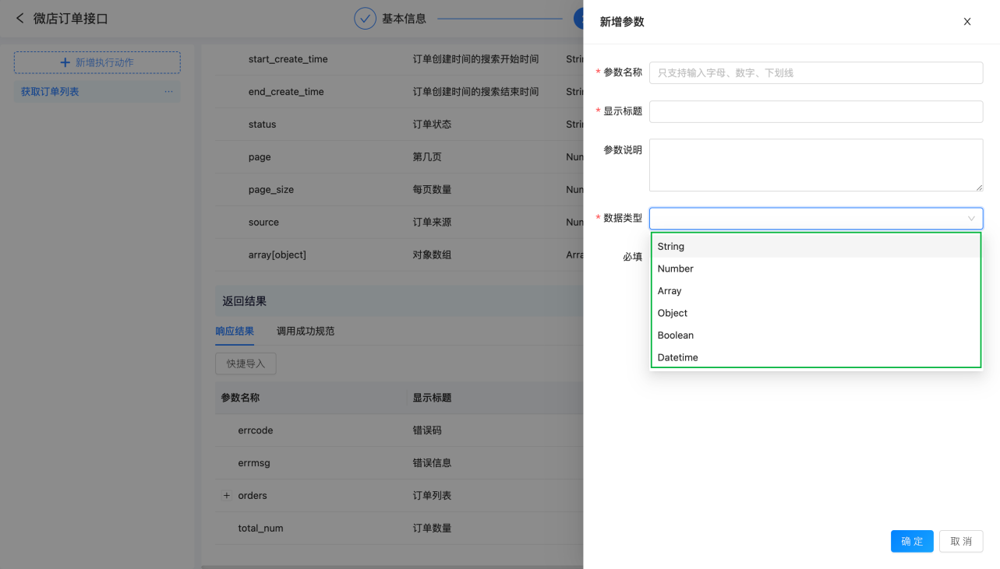 微店订单接口
基本信息
新增执行动作
获取订单列表
start_create_time 订单创建时间的搜索开始时间
end_create_time 订单创建时间的搜索结束时间
status 订单状态
page 第几页
page_size 每页数量
source 订单来源
array[object] 对象数组
返回结果
响应结果 调用成功规范
快捷导入
参数名称 显示标题
errcode 错误码
errmsg 错误信息
+ orders 订单列表
total_num 订单数量
新增参数
* 参数名称 只支持输入字母、数字、下划线
* 显示标题
参数说明
* 数据类型
必填
String
Number
Array
Object
Boolean
Datetime
确 定 取 消